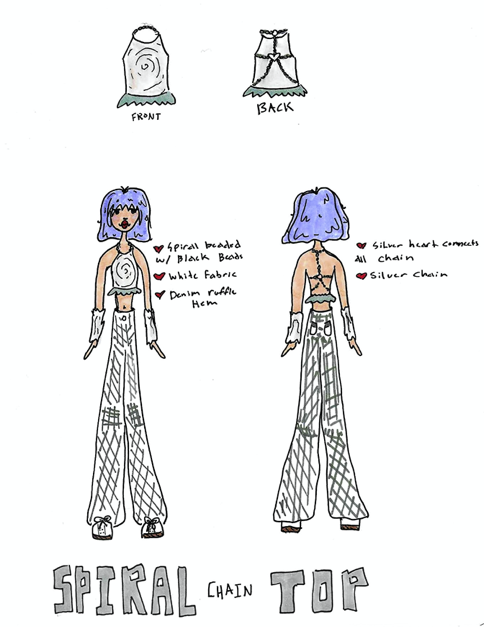 FRONT
BACK
Spiral beaded
w/ Black Beads
White Fabric
Denim ruffle
Hem
Silver heart connects
all chain
Silver chain
SPIRAL CHAIN TOP